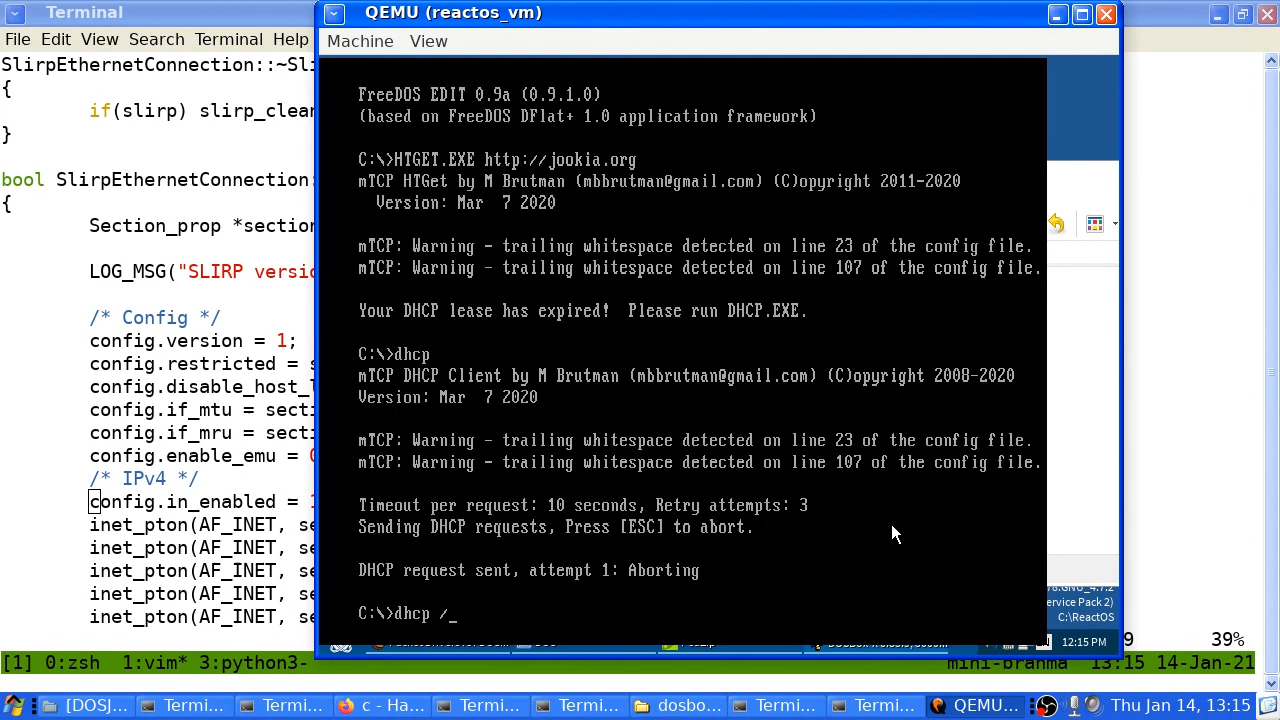 Terminal
File Edit View Search Terminal Help
SlirpEthernetConnection::~Sl
{
if(slirp) slirp_clean
}
bool SlirpEthernetConnection:
{
Section_prop *section
LOG_MSG("SLIRP versio
/* Config */
config.version = 1;
config.restricted = s
config.disable_host_l
config.if_mtu = secti
config.if_mru = secti
config.enable_emu = 0
/* IPv4 */
config.in_enabled = 1
inet_pton(AF_INET, se
inet_pton(AF_INET, se
inet_pton(AF_INET, se
inet_pton(AF_INET, se
inet_pton(AF_INET, se
9 39%
[1] 0:zsh 1:vim* 3:python3-
mini-brahma 13:15 14-Jan-21
QEMU (reactos_vm)
Machine View
FreeDOS EDIT 0.9a (0.9.1.0)
(based on FreeDOS DFlat+ 1.0 application framework)
C:\>HTGET.EXE http://jookia.org
mTCP HTGet by M Brutman (mbbrutman@gmail.com) (C)opyright 2011-2020
Version: Mar 7 2020
mTCP: Warning - trailing whitespace detected on line 23 of the config file.
mTCP: Warning - trailing whitespace detected on line 107 of the config file.
Your DHCP lease has expired! Please run DHCP.EXE.
C:\>dhcp
mTCP DHCP Client by M Brutman (mbbrutman@gmail.com) (C)opyright 2008-2020
Version: Mar 7 2020
mTCP: Warning - trailing whitespace detected on line 23 of the config file.
mTCP: Warning - trailing whitespace detected on line 107 of the config file.
Timeout per request: 10 seconds, Retry attempts: 3
Sending DHCP requests, Press [ESC] to abort.
DHCP request sent, attempt 1: Aborting
C:\>dhcp /_
ervice Pack 2)
C:\ReactOS
12:15 PM
[DOSJ... Termi... Termi... c - Ha... Termi... Termi... dosbo... Termi... Termi... QEMU... Thu Jan 14, 13:15